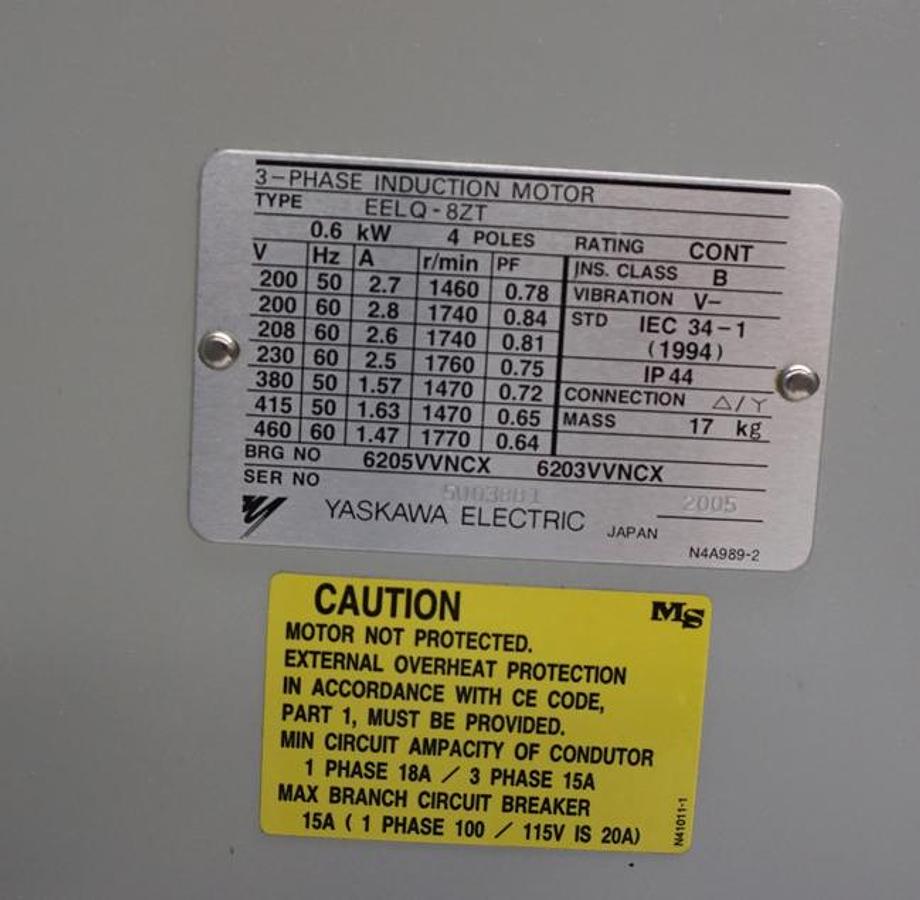 3-PHASE INDUCTION MOTOR
TYPE EELQ-8ZT
0.6 kW 4 POLES RATING CONT
V Hz A r/min PF INS. CLASS B
200 50 2.7 1460 0.78 VIBRATION V-
200 60 2.8 1740 0.84 STD IEC 34-1
208 60 2.6 1740 0.81 (1994)
230 60 2.5 1760 0.75 IP44
380 50 1.57 1470 0.72 CONNECTION △/Y
415 50 1.63 1470 0.65 MASS 17 kg
460 60 1.47 1770 0.64
BRG NO 6205VVNCX 6203VVNCX
SER NO 2005
YASKAWA ELECTRIC JAPAN
N4A989-2
CAUTION MS
MOTOR NOT PROTECTED.
EXTERNAL OVERHEAT PROTECTION
IN ACCORDANCE WITH CE CODE,
PART 1, MUST BE PROVIDED.
MIN CIRCUIT AMPACITY OF CONDUTOR
1 PHASE 18A / 3 PHASE 15A
MAX BRANCH CIRCUIT BREAKER
15A ( 1 PHASE 100 / 115V IS 20A)
N41011-1